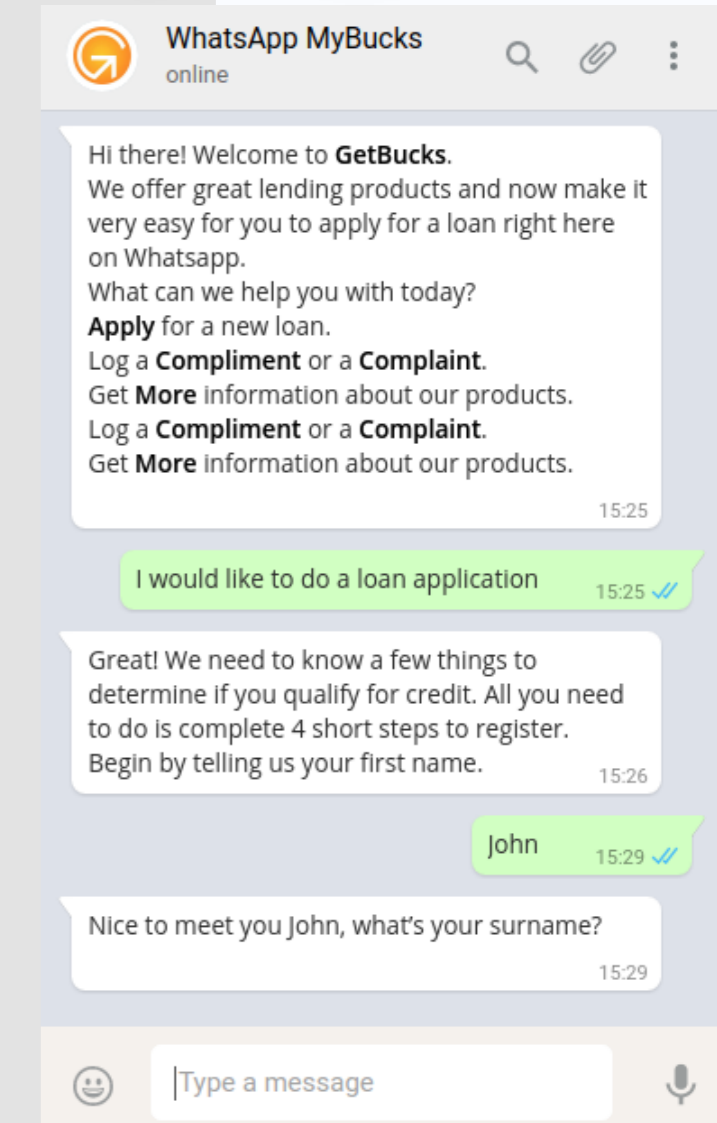 WhatsApp MyBucks
online
Hi there! Welcome to GetBucks.
We offer great lending products and now make it
very easy for you to apply for a loan right here
on Whatsapp.
What can we help you with today?
Apply for a new loan.
Log a Compliment or a Complaint.
Get More information about our products.
Log a Compliment or a Complaint.
Get More information about our products.
15:25
I would like to do a loan application 15:25
Great! We need to know a few things to
determine if you qualify for credit. All you need
to do is complete 4 short steps to register.
Begin by telling us your first name.
15:26
John 15:29
Nice to meet you John, what’s your surname?
15:29
Type a message